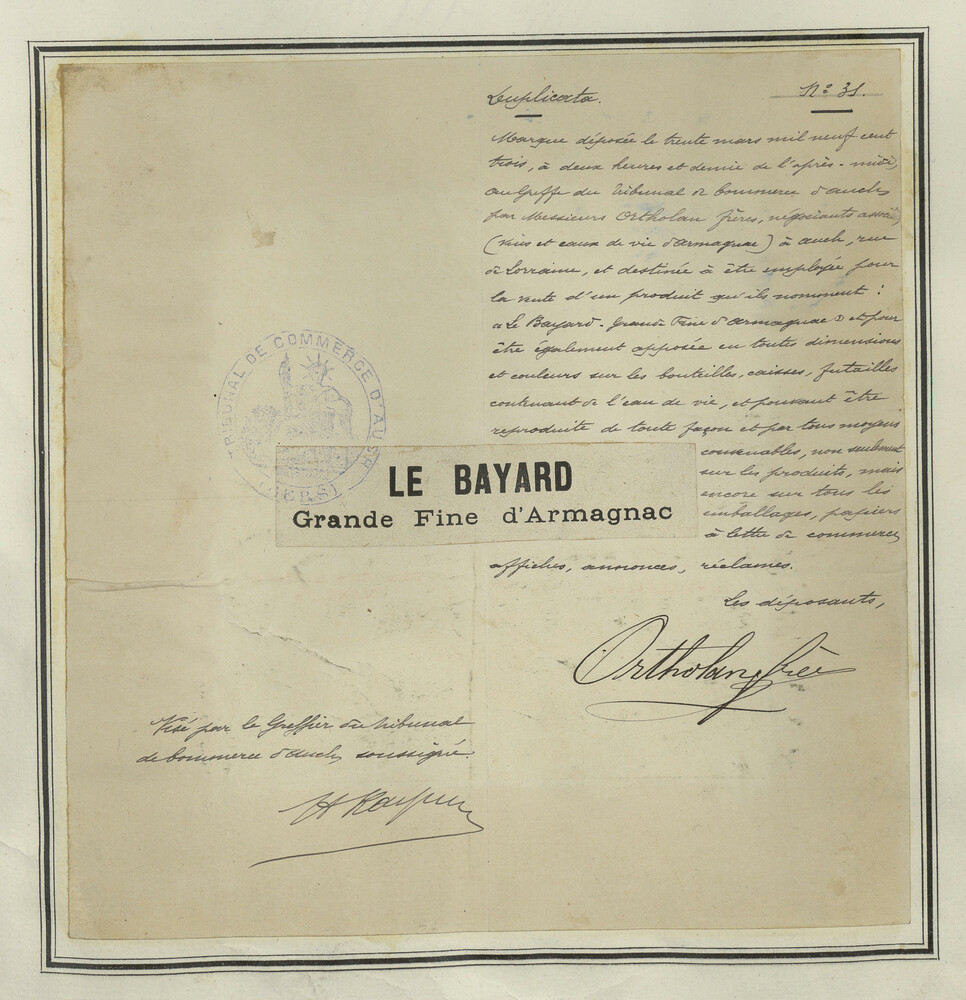 Duplicata.
N° 31.
Marque déposée le trente mars mil neuf cent
trois, à deux heures et demie de l'après-midi,
au Greffe du Tribunal de Commerce d'Auch,
par Messieurs Ortholan frères, négociants
(vins et eaux de vie d'Armagnac) à Auch, rue
de Lorraine, et destinée à être employée pour
la vente d'un produit qu'ils nomment :
« Le Bayard - Grande Fine d'Armagnac » et pour
être également apposée en toutes dimensions
et couleurs sur les bouteilles, caisses, futailles
contenant de l'eau de vie, et pouvant être
reproduite de toute façon et par tous moyens
convenables, non seulement
sur les produits, mais
encore sur tous les
emballages, papiers
à lettre de commerce,
affiches, annonces, réclames.
Les déposants,
Ortholan frères
TRIBUNAL DE COMMERCE D'AUCH
(GERS)
LE BAYARD
Grande Fine d'Armagnac
Visé par le Greffier du Tribunal
de Commerce d'Auch, soussigné.